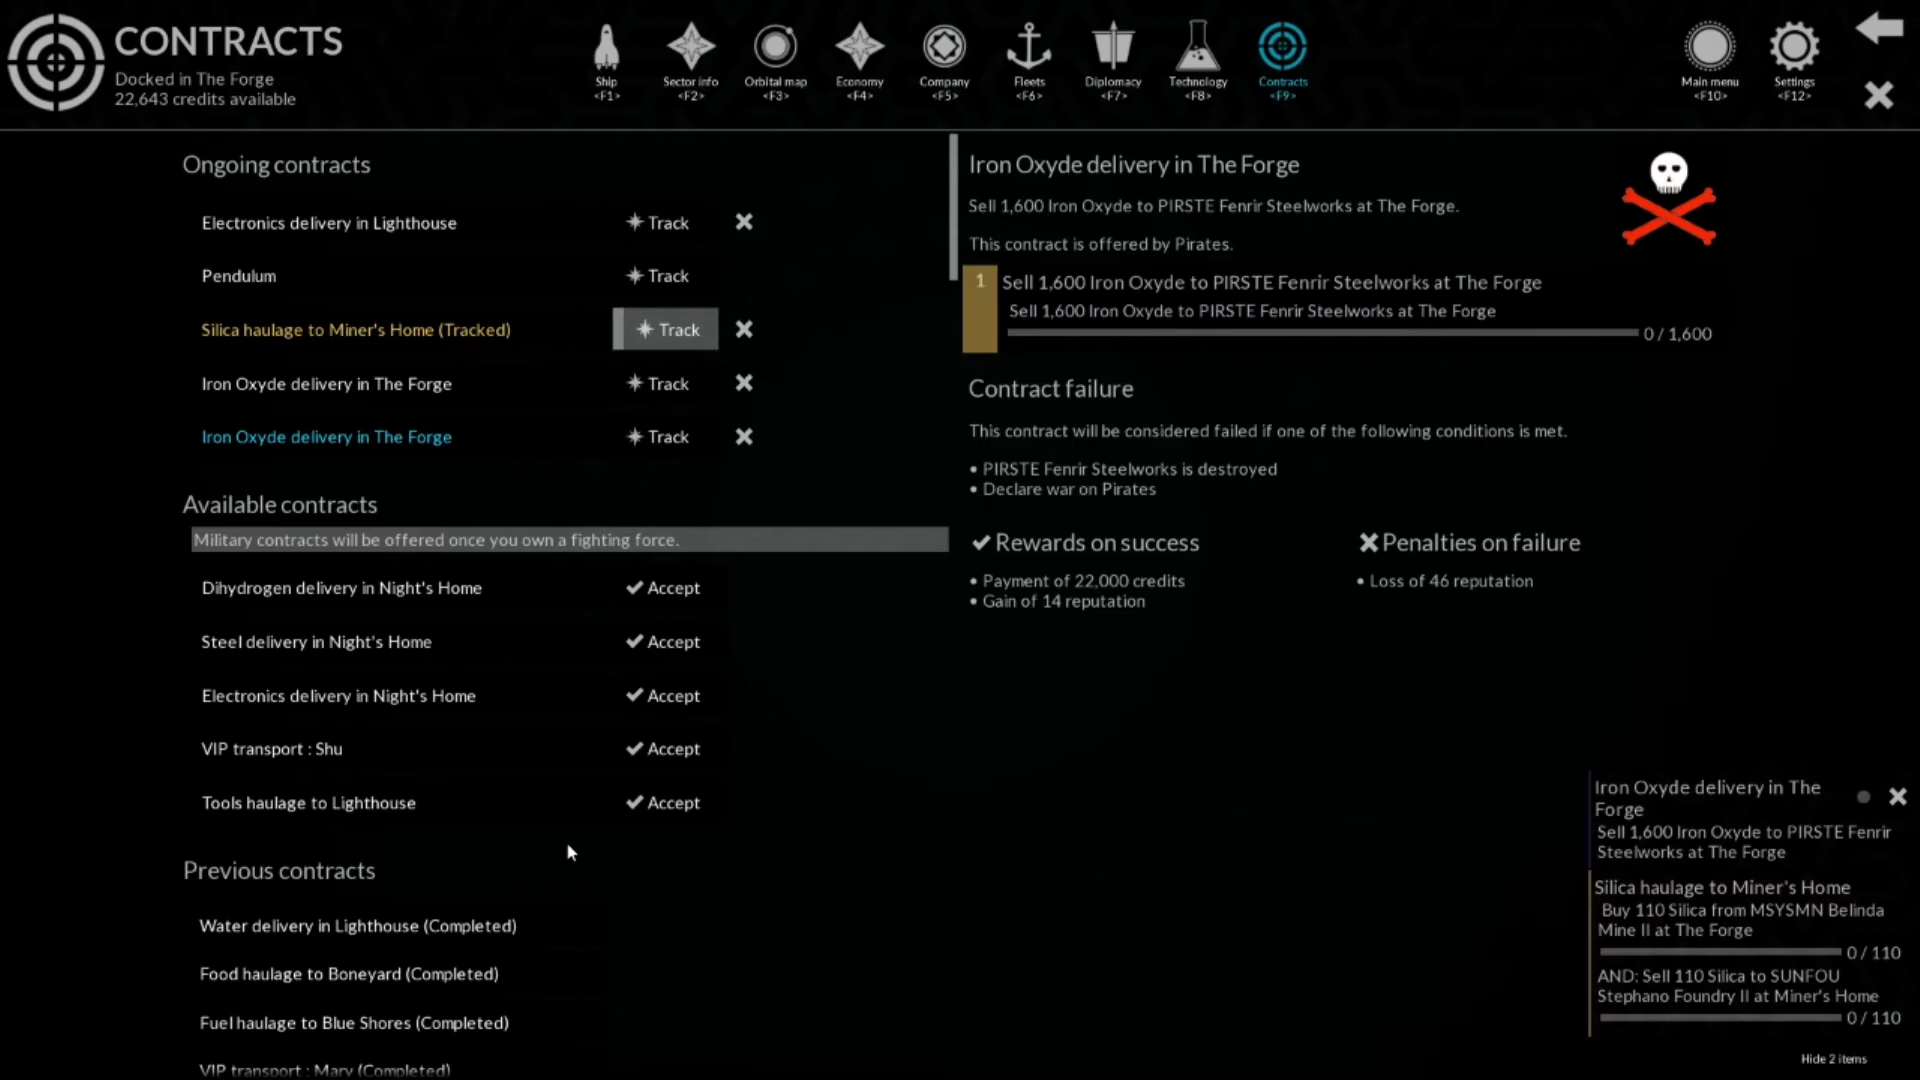 CONTRACTS
Docked in The Forge
22,643 credits available
Ship
<F1>
Sector info
<F2>
Orbital map
<F3>
Economy
<F4>
Company
<F5>
Fleets
<F6>
Diplomacy
<F7>
Technology
<F8>
Contracts
<F9>
Main menu
<F10>
Settings
<F12>
Ongoing contracts
Electronics delivery in Lighthouse
Track
Pendulum
Track
Silica haulage to Miner's Home (Tracked)
Track
Iron Oxyde delivery in The Forge
Track
Iron Oxyde delivery in The Forge
Track
Available contracts
Military contracts will be offered once you own a fighting force.
Dihydrogen delivery in Night's Home
Accept
Steel delivery in Night's Home
Accept
Electronics delivery in Night's Home
Accept
VIP transport : Shu
Accept
Tools haulage to Lighthouse
Accept
Previous contracts
Water delivery in Lighthouse (Completed)
Food haulage to Boneyard (Completed)
Fuel haulage to Blue Shores (Completed)
VIP transport : Mary (Completed)
Iron Oxyde delivery in The Forge
Sell 1,600 Iron Oxyde to PIRSTE Fenrir Steelworks at The Forge.
This contract is offered by Pirates.
1
Sell 1,600 Iron Oxyde to PIRSTE Fenrir Steelworks at The Forge
Sell 1,600 Iron Oxyde to PIRSTE Fenrir Steelworks at The Forge
0 / 1,600
Contract failure
This contract will be considered failed if one of the following conditions is met.
• PIRSTE Fenrir Steelworks is destroyed
• Declare war on Pirates
Rewards on success
• Payment of 22,000 credits
• Gain of 14 reputation
Penalties on failure
• Loss of 46 reputation
Iron Oxyde delivery in The
Forge
Sell 1,600 Iron Oxyde to PIRSTE Fenrir
Steelworks at The Forge
Silica haulage to Miner's Home
Buy 110 Silica from MSYSMN Belinda
Mine II at The Forge
0 / 110
AND: Sell 110 Silica to SUNFOU
Stephano Foundry II at Miner's Home
0 / 110
Hide 2 items